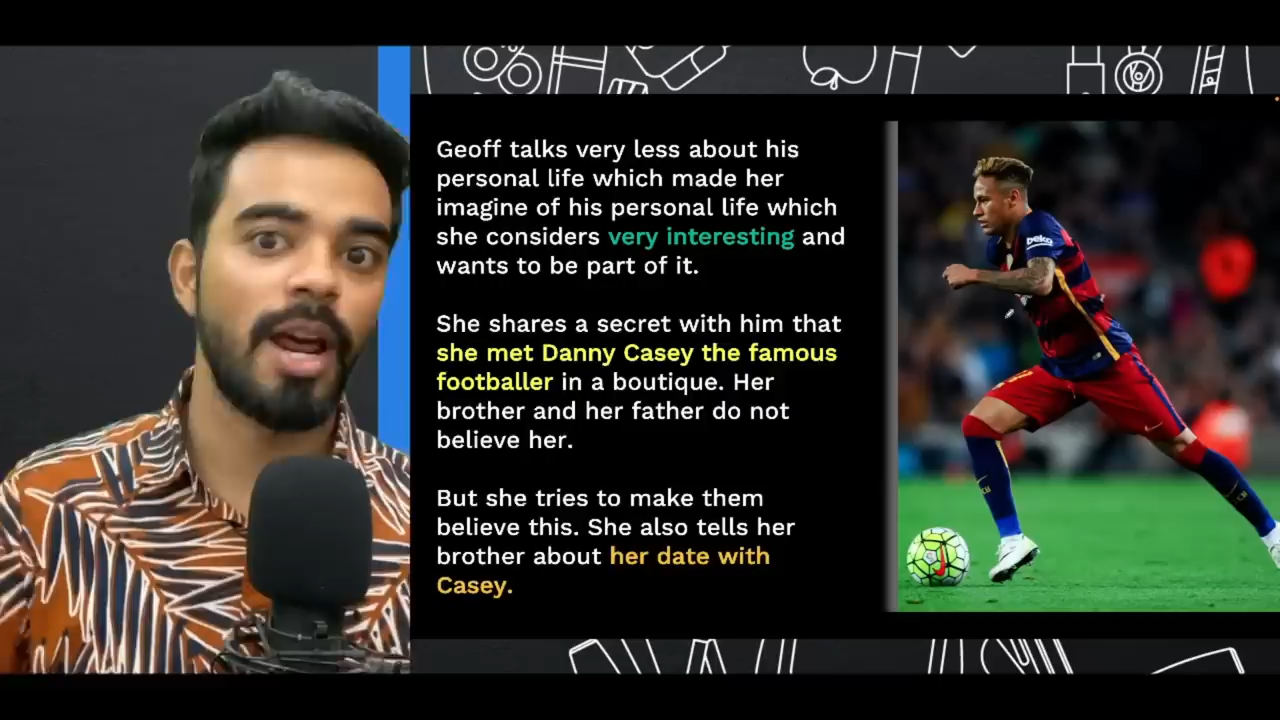 Geoff talks very less about his
personal life which made her
imagine of his personal life which
she considers very interesting and
wants to be part of it.
She shares a secret with him that
she met Danny Casey the famous
footballer in a boutique. Her
brother and her father do not
believe her.
But she tries to make them
believe this. She also tells her
brother about her date with
Casey.
beko